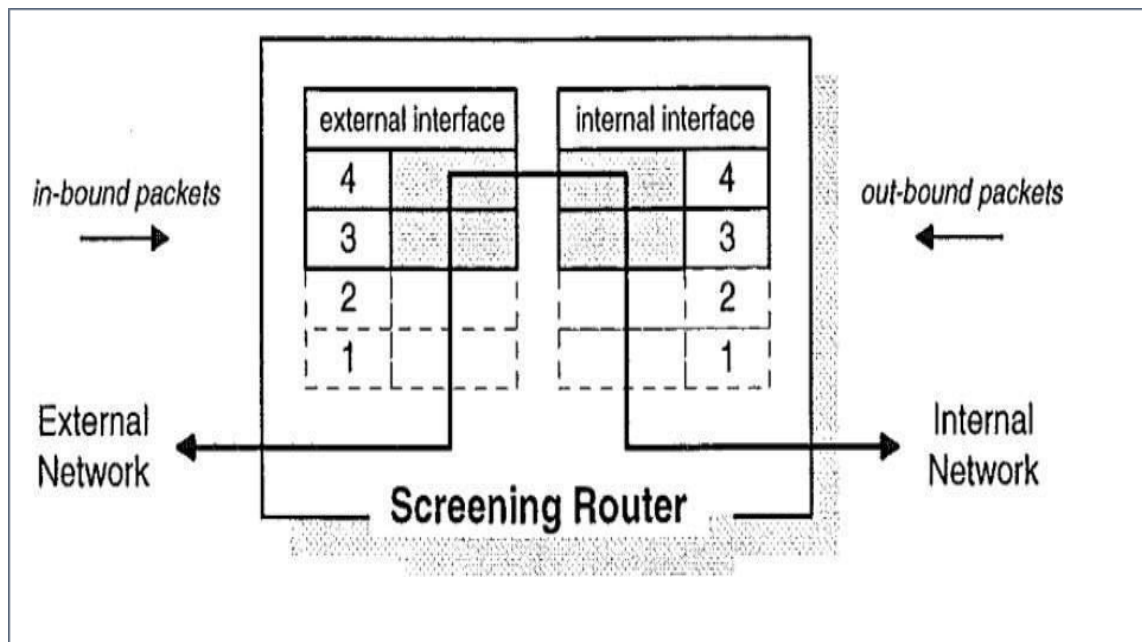 external interface
internal interface
4
4
in-bound packets
out-bound packets
3
3
2
2
1
1
External
Network
Internal
Network
Screening Router